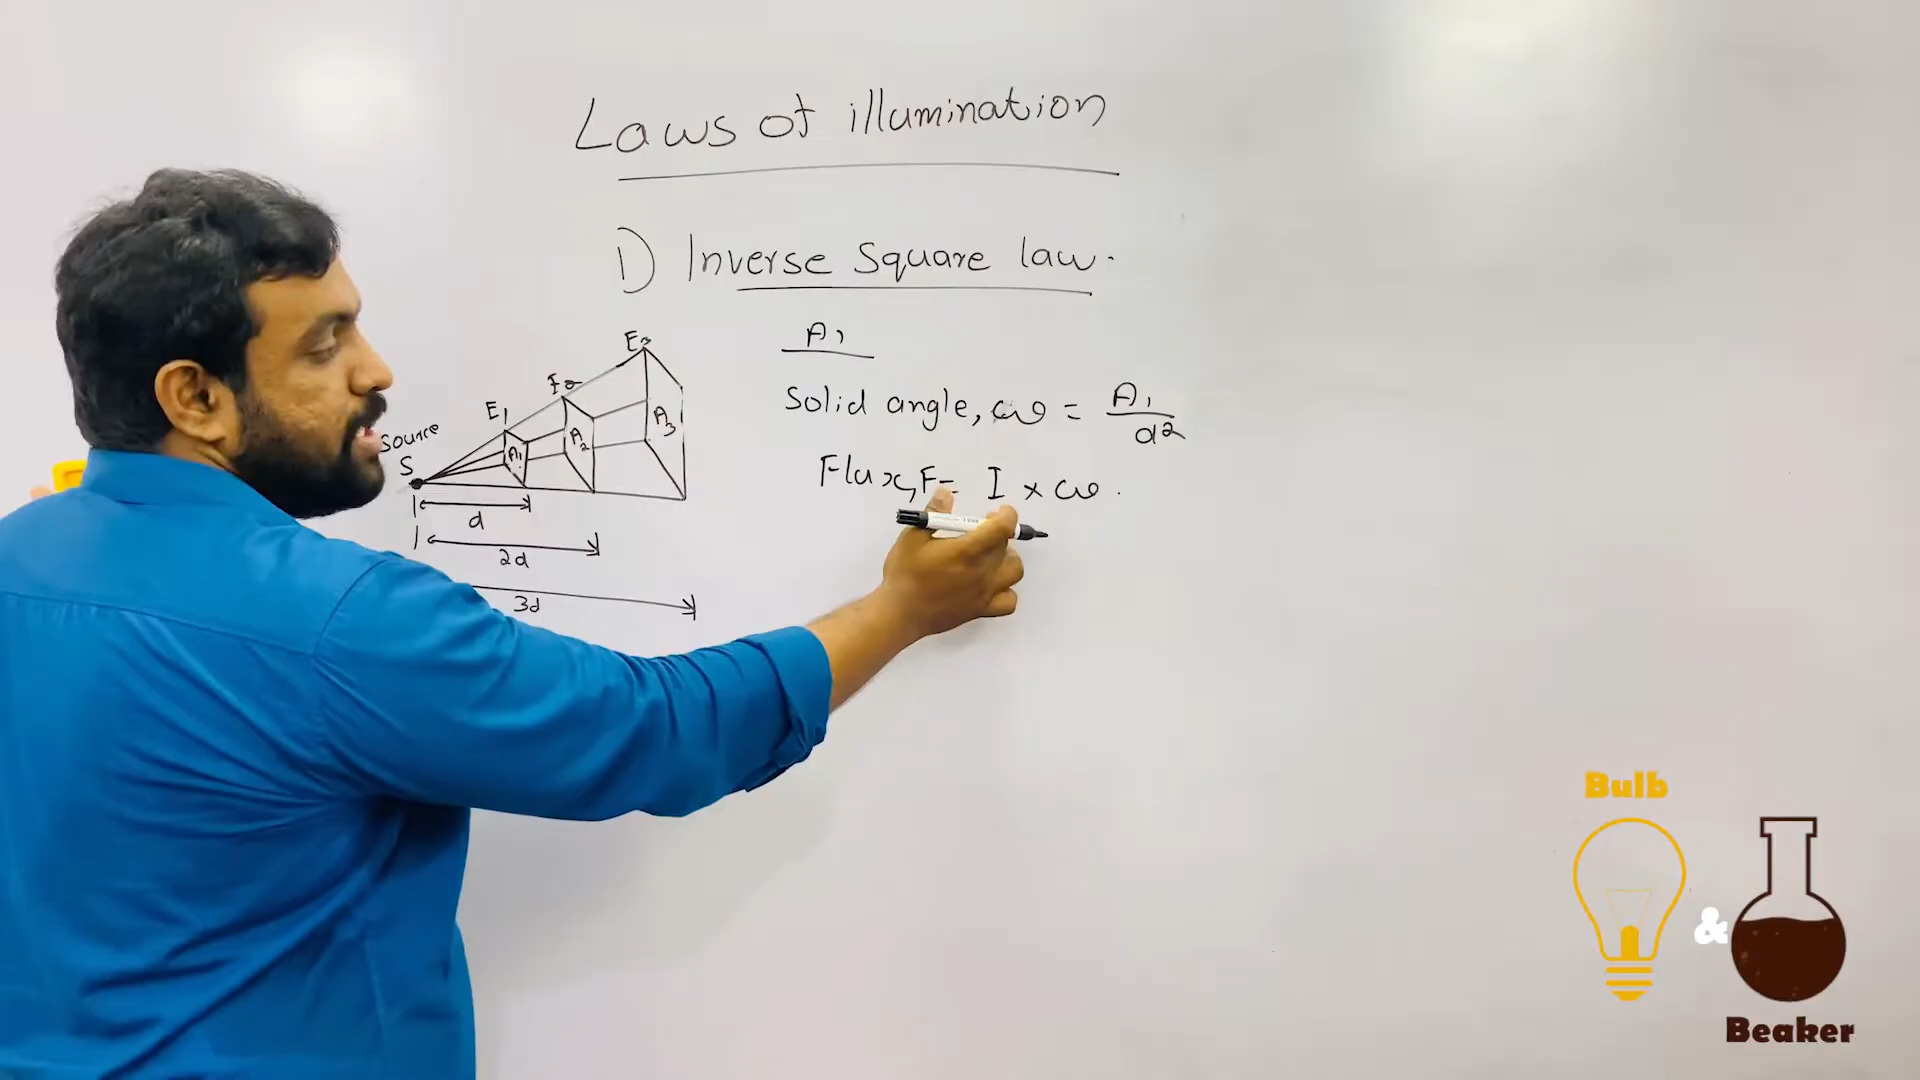 Laws of illumination
1) Inverse Square law.
E3
E2
E1
A3
A2
A1
Source
S
d
2d
3d
A1
Solid angle, ω = A1/d²
Flux, F = I × ω.
Bulb
&
Beaker